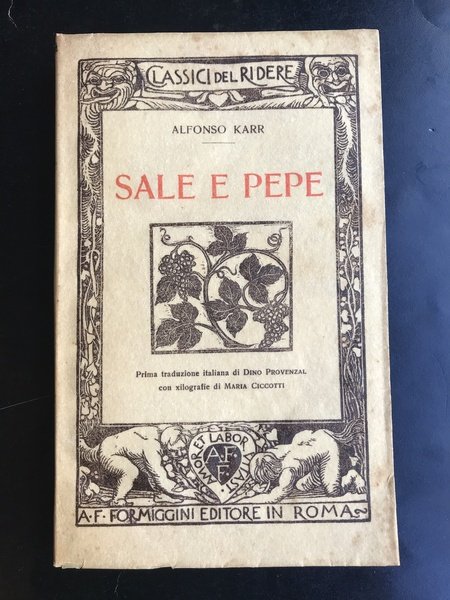 CLASSICI DEL RIDERE
ALFONSO KARR
SALE E PEPE
Prima traduzione italiana di DINO PROVENZAL
con xilografie di MARIA CICCOTTI
AMOR ET LABOR VITAST
A.F.
F
A·F·FORMIGGINI EDITORE IN ROMA